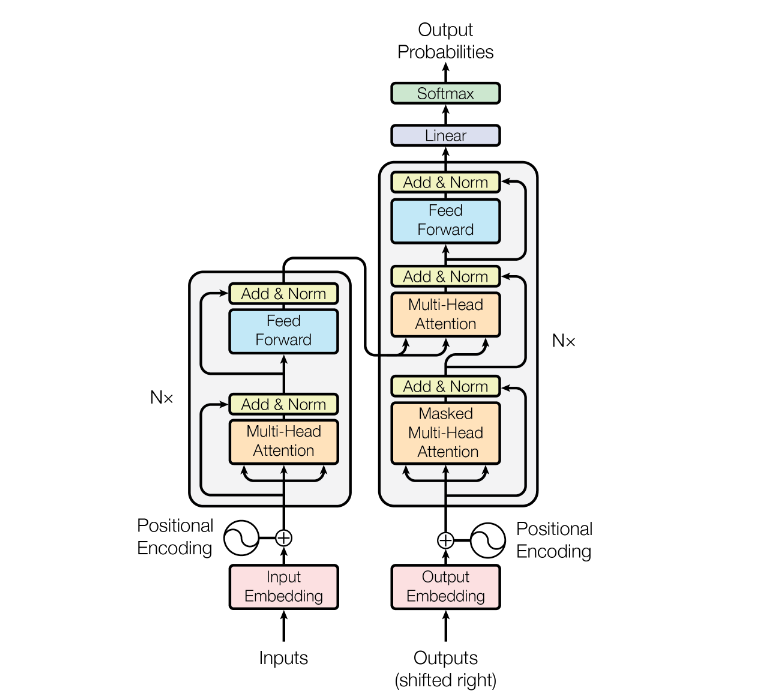 Output
Probabilities
Softmax
Linear
Add & Norm
Feed
Forward
Add & Norm
Multi-Head
Attention
Add & Norm
Masked
Multi-Head
Attention
N×
Positional
Encoding
Output
Embedding
Outputs
(shifted right)
Add & Norm
Feed
Forward
Add & Norm
Multi-Head
Attention
N×
Positional
Encoding
Input
Embedding
Inputs